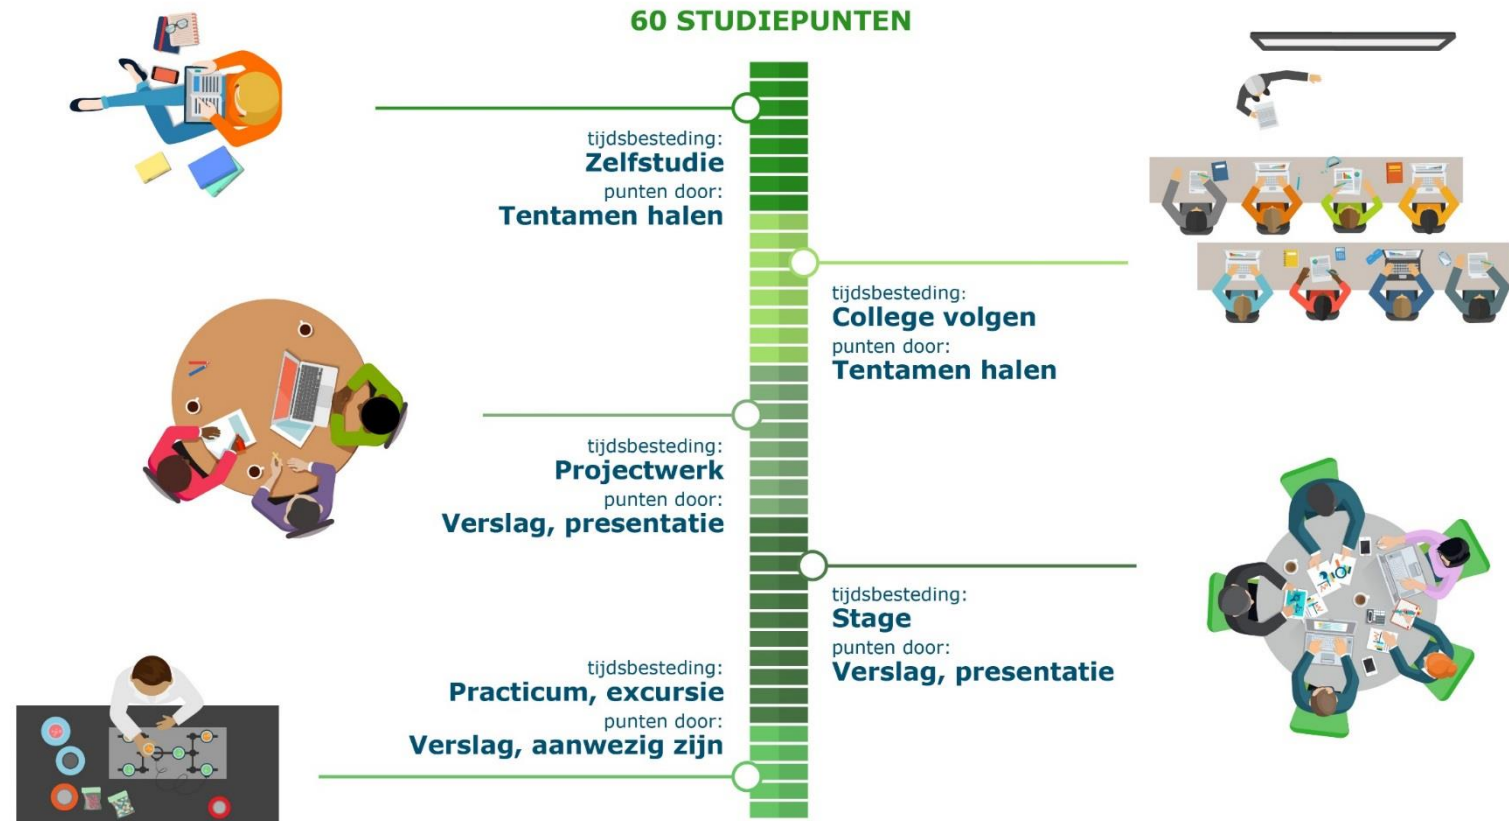 60 STUDIEPUNTEN
tijdsbesteding:
Zelfstudie
punten door:
Tentamen halen
tijdsbesteding:
College volgen
punten door:
Tentamen halen
tijdsbesteding:
Projectwerk
punten door:
Verslag, presentatie
tijdsbesteding:
Stage
punten door:
Verslag, presentatie
tijdsbesteding:
Practicum, excursie
punten door:
Verslag, aanwezig zijn